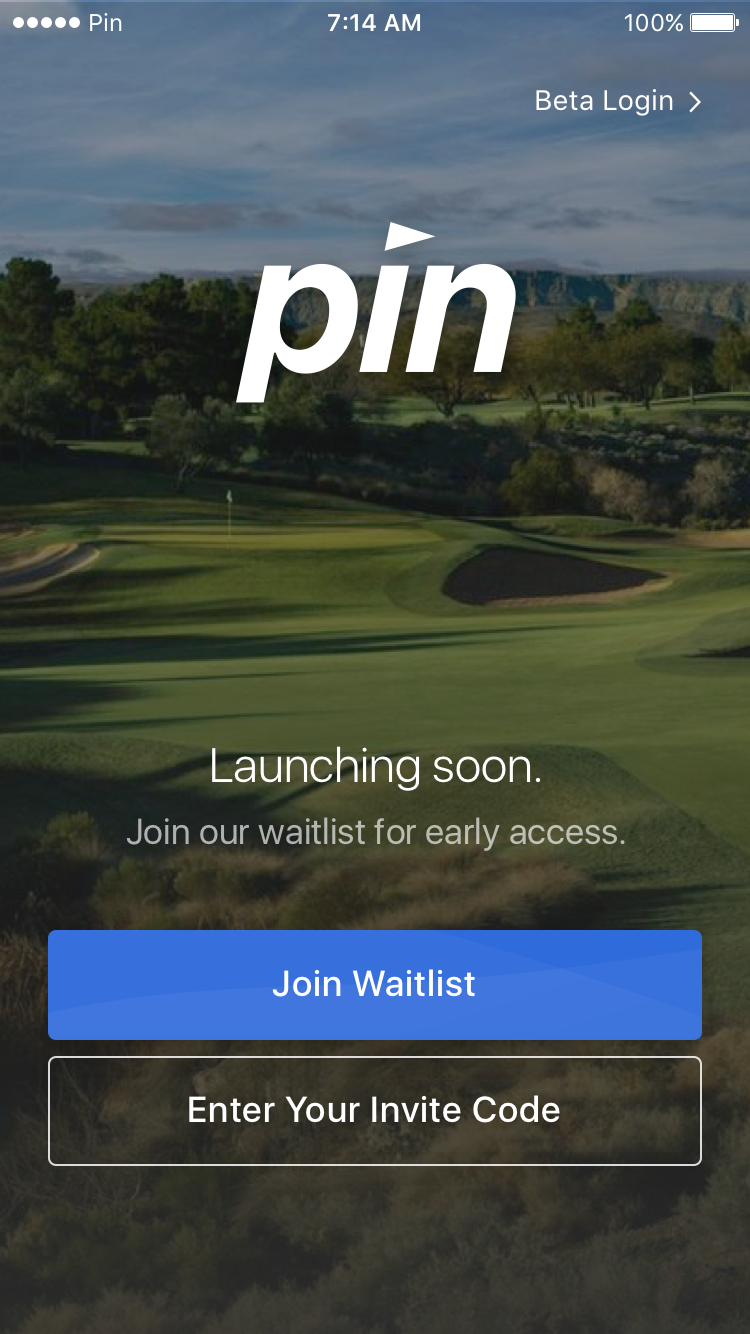 Pin 7:14 AM 100%
Beta Login
pin
Launching soon.
Join our waitlist for early access.
Join Waitlist
Enter Your Invite Code